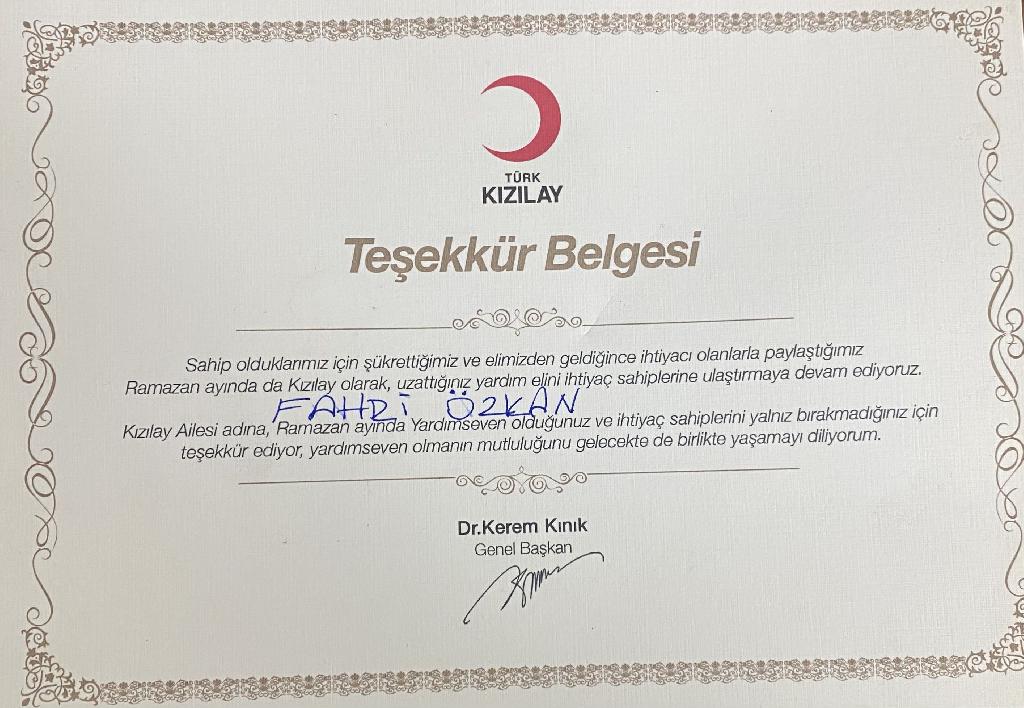 TÜRK
KIZILAY
Teşekkür Belgesi
Sahip olduklarımız için şükrettiğimiz ve elimizden geldiğince ihtiyacı olanlarla paylaştığımız
Ramazan ayında da Kızılay olarak, uzattığınız yardım elini ihtiyaç sahiplerine ulaştırmaya devam ediyoruz.
FAHRİ ÖZKAN
Kızılay Ailesi adına, Ramazan ayında Yardımseven olduğunuz ve ihtiyaç sahiplerini yalnız bırakmadığınız için
teşekkür ediyor, yardımseven olmanın mutluluğunu gelecekte de birlikte yaşamayı diliyorum.
Dr.Kerem Kınık
Genel Başkan